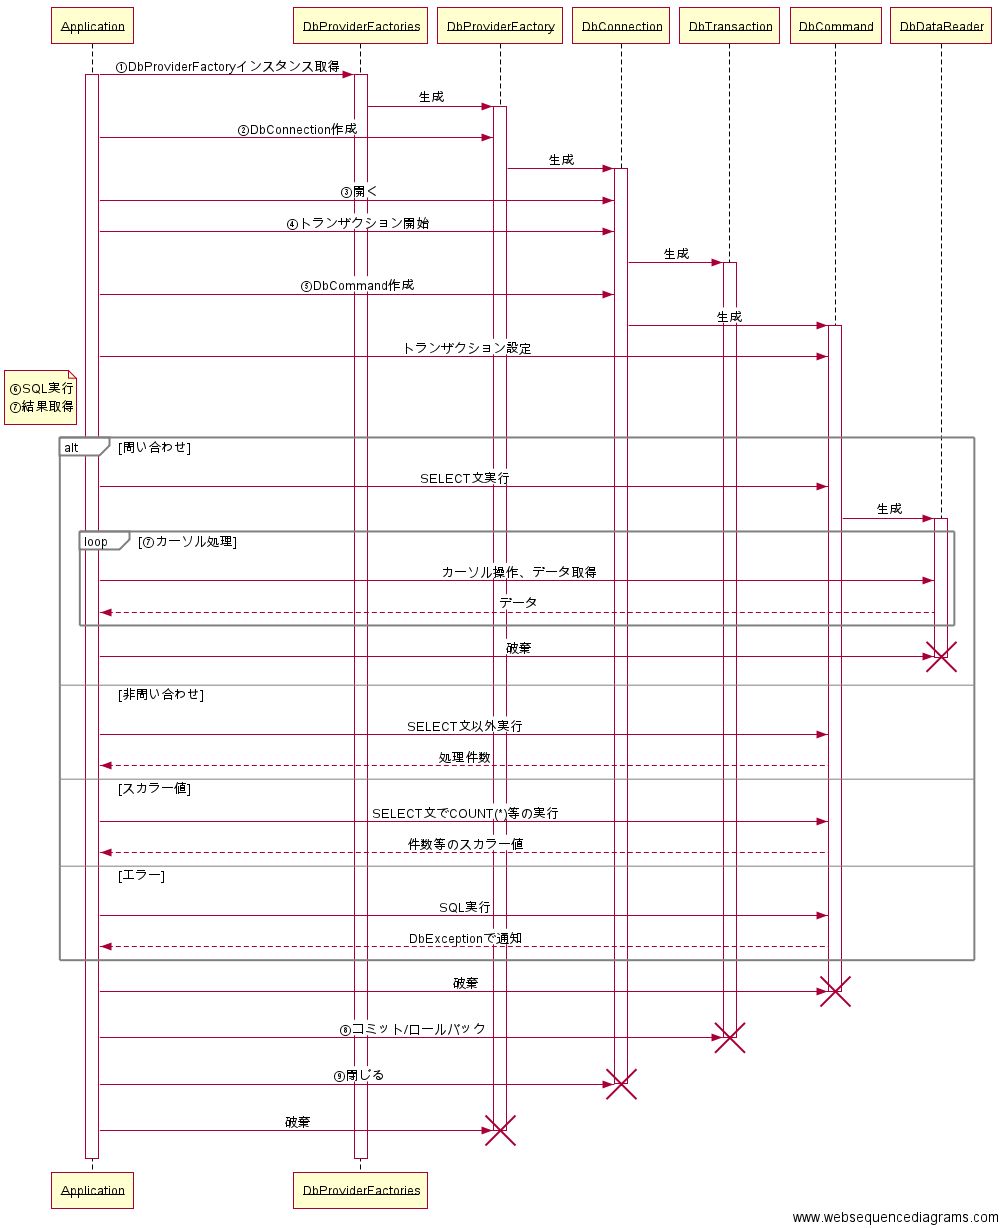 Application
DbProviderFactories
DbProviderFactory
DbConnection
DbTransaction
DbCommand
DbDataReader
①DbProviderFactoryインスタンス取得
生成
②DbConnection作成
生成
③開く
④トランザクション開始
生成
⑤DbCommand作成
生成
トランザクション設定
⑥SQL実行
⑦結果取得
alt
[問い合わせ]
SELECT文実行
生成
loop
[⑦カーソル処理]
カーソル操作、データ取得
データ
破棄
[非問い合わせ]
SELECT文以外実行
処理件数
[スカラー値]
SELECT文でCOUNT(*)等の実行
件数等のスカラー値
[エラー]
SQL実行
DbExceptionで通知
破棄
⑧コミット/ロールバック
⑨閉じる
破棄
Application
DbProviderFactories
www.websequencediagrams.com